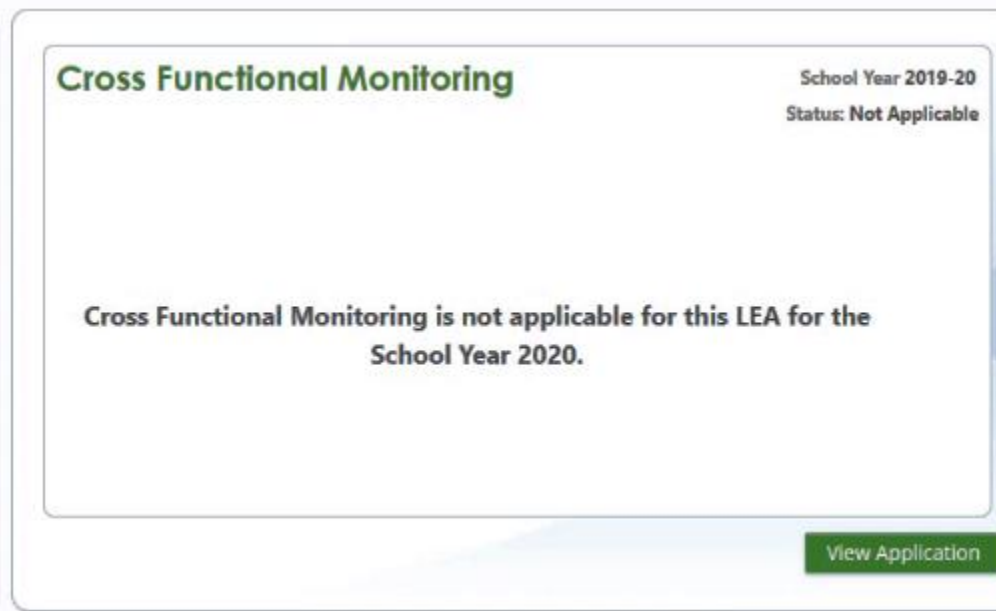 Cross Functional Monitoring
School Year 2019-20
Status: Not Applicable
Cross Functional Monitoring is not applicable for this LEA for the
School Year 2020.
View Application